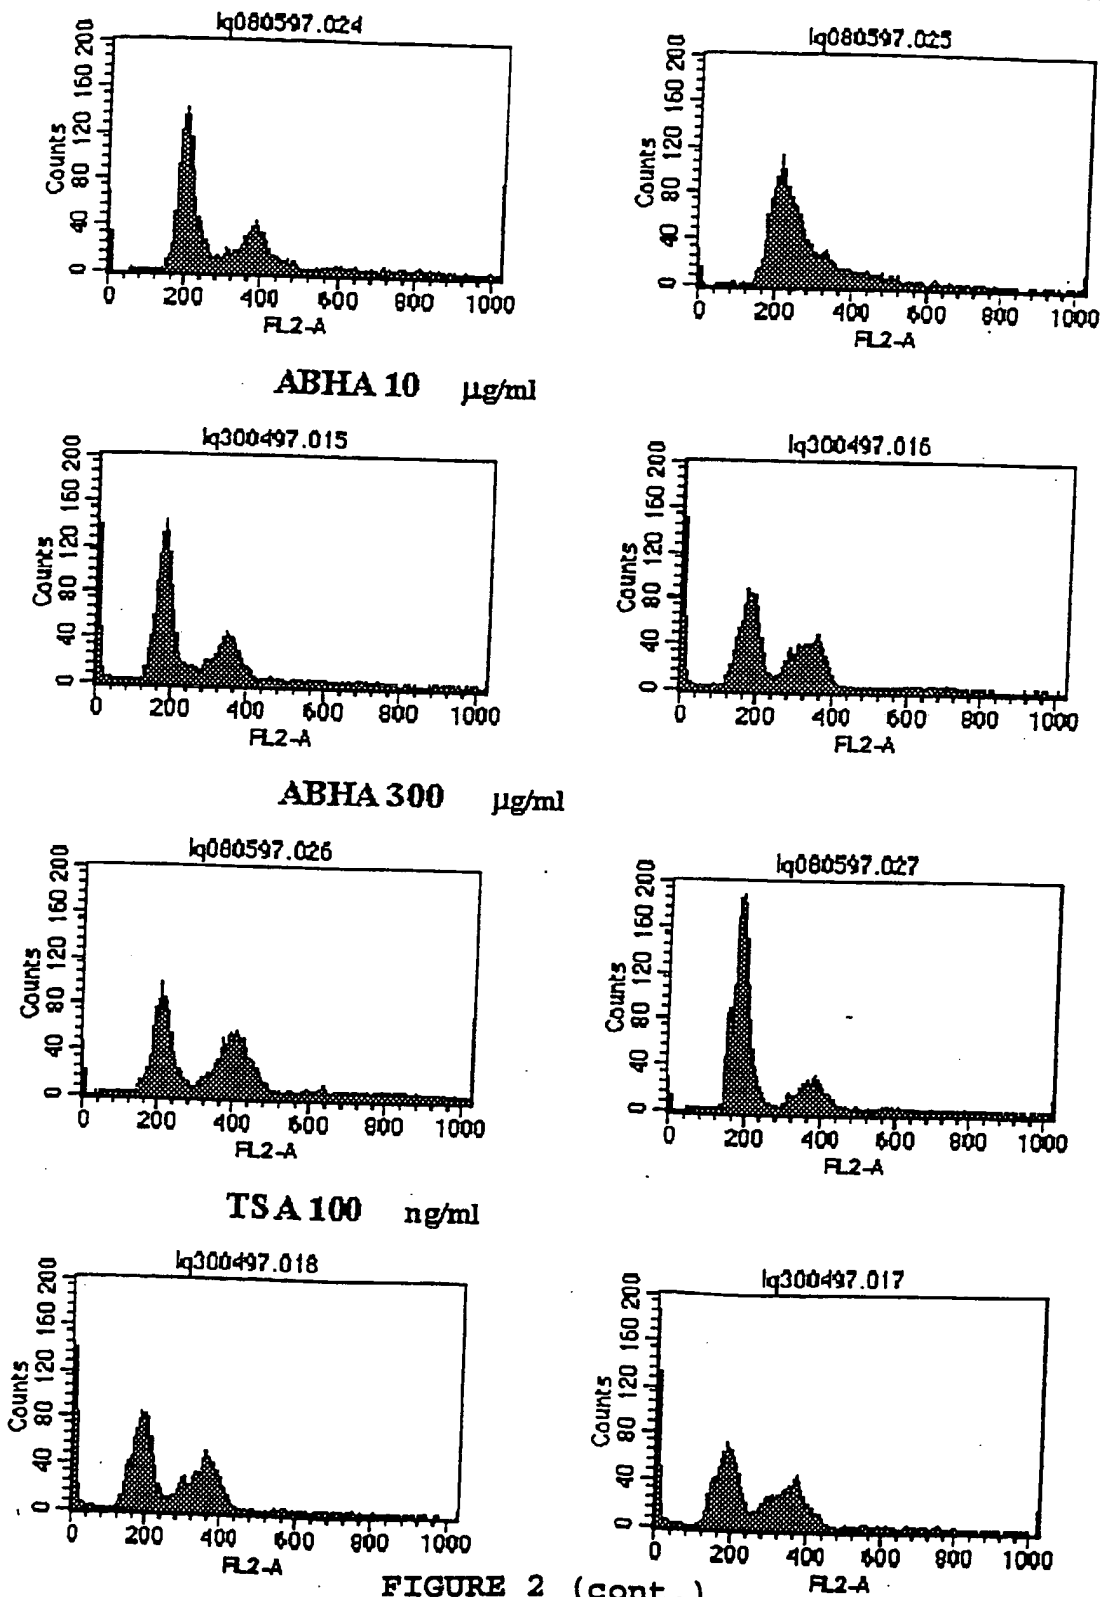 lq080597.024
lq080597.025
200
160
120
80
40
0
Counts
0 200 400 600 800 1000
FL2-A
200
160
120
80
40
0
Counts
0 200 400 600 800 1000
FL2-A
ABHA 10 µg/ml
lq300497.015
lq300497.016
200
160
120
80
40
0
Counts
0 200 400 600 800 1000
FL2-A
200
160
120
80
40
0
Counts
0 200 400 600 800 1000
FL2-A
ABHA 300 µg/ml
lq080597.026
lq080597.027
200
160
120
80
40
0
Counts
0 200 400 600 800 1000
FL2-A
200
160
120
80
40
0
Counts
0 200 400 600 800 1000
FL2-A
TSA 100 ng/ml
lq300497.018
lq300497.017
200
160
120
80
40
0
Counts
0 200 400 600 800 1000
FL2-A
200
160
120
80
40
0
Counts
0 200 400 600 800 1000
FL2-A
FIGURE 2 (cont.)